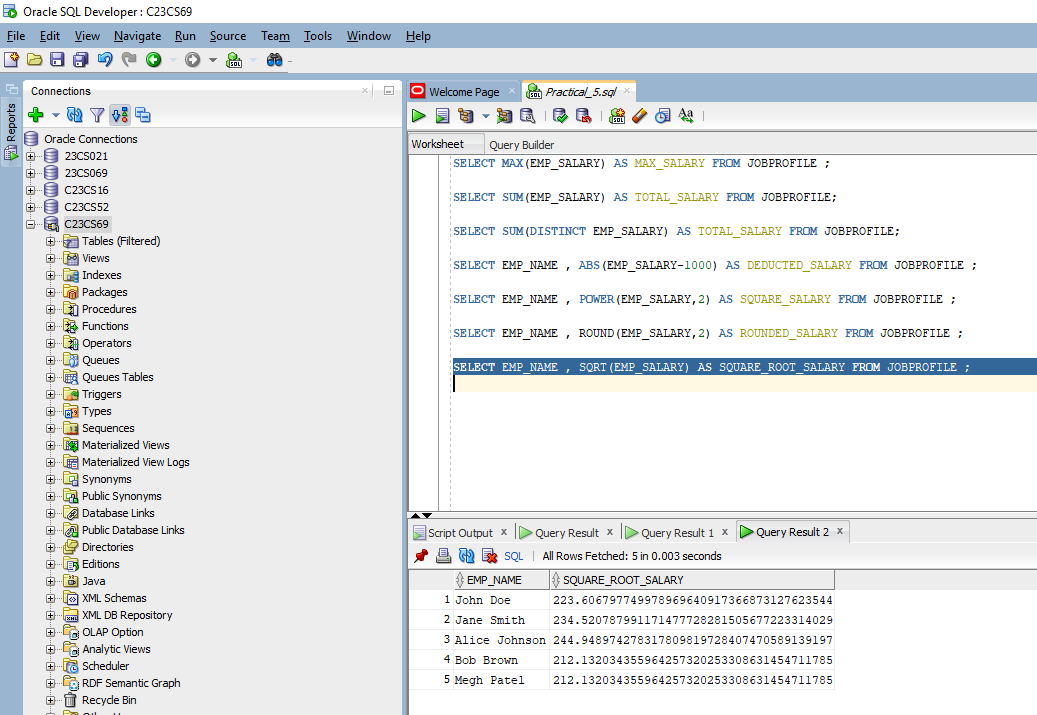 Oracle SQL Developer : C23CS69
File Edit View Navigate Run Source Team Tools Window Help
Reports
Connections
Oracle Connections
23CS021
23CS069
C23CS16
C23CS52
C23CS69
Tables (Filtered)
Views
Indexes
Packages
Procedures
Functions
Operators
Queues
Queues Tables
Triggers
Types
Sequences
Materialized Views
Materialized View Logs
Synonyms
Public Synonyms
Database Links
Public Database Links
Directories
Editions
Java
XML Schemas
XML DB Repository
OLAP Option
Analytic Views
Scheduler
RDF Semantic Graph
Recycle Bin
Welcome Page Practical_5.sql
Worksheet Query Builder
SELECT MAX(EMP_SALARY) AS MAX_SALARY FROM JOBPROFILE ;
SELECT SUM(EMP_SALARY) AS TOTAL_SALARY FROM JOBPROFILE;
SELECT SUM(DISTINCT EMP_SALARY) AS TOTAL_SALARY FROM JOBPROFILE;
SELECT EMP_NAME , ABS(EMP_SALARY-1000) AS DEDUCTED_SALARY FROM JOBPROFILE ;
SELECT EMP_NAME , POWER(EMP_SALARY,2) AS SQUARE_SALARY FROM JOBPROFILE ;
SELECT EMP_NAME , ROUND(EMP_SALARY,2) AS ROUNDED_SALARY FROM JOBPROFILE ;
SELECT EMP_NAME , SQRT(EMP_SALARY) AS SQUARE_ROOT_SALARY FROM JOBPROFILE ;
Script Output Query Result Query Result 1 Query Result 2
SQL All Rows Fetched: 5 in 0.003 seconds
EMP_NAME SQUARE_ROOT_SALARY
1 John Doe 223.606797749978969640917366873127623544
2 Jane Smith 234.520787991171477728281505677223314029
3 Alice Johnson 244.948974278317809819728407470589139197
4 Bob Brown 212.132034355964257320253308631454711785
5 Megh Patel 212.132034355964257320253308631454711785